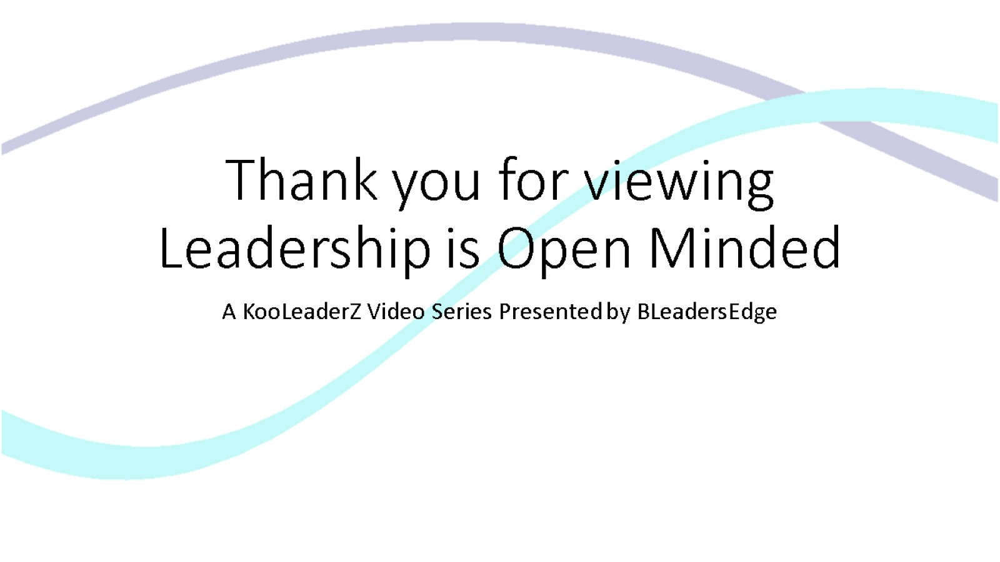 Thank you for viewing
Leadership is Open Minded
A KooLeaderZ Video Series Presented by BLeadersEdge